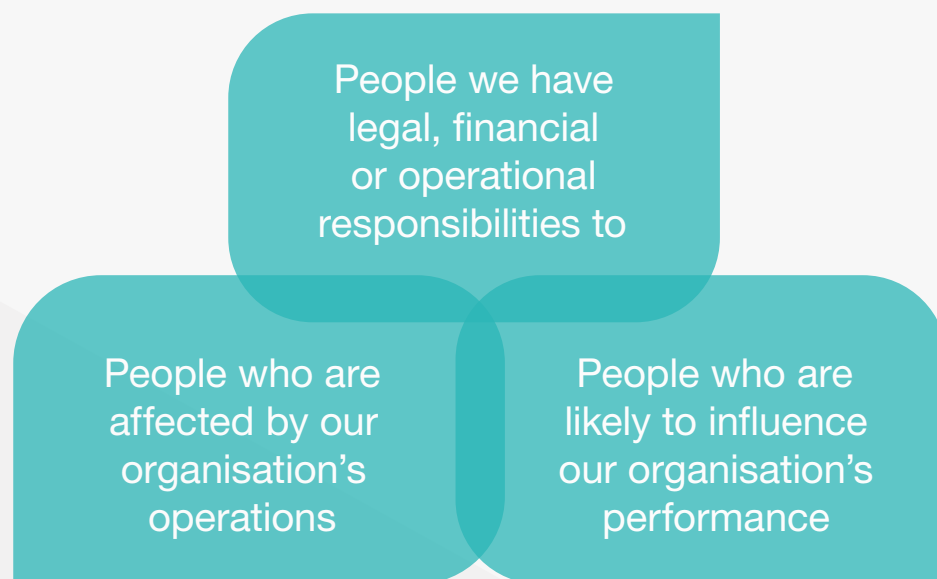 People we have
legal, financial
or operational
responsibilities to
People who are
affected by our
organisation’s
operations
People who are
likely to influence
our organisation’s
performance